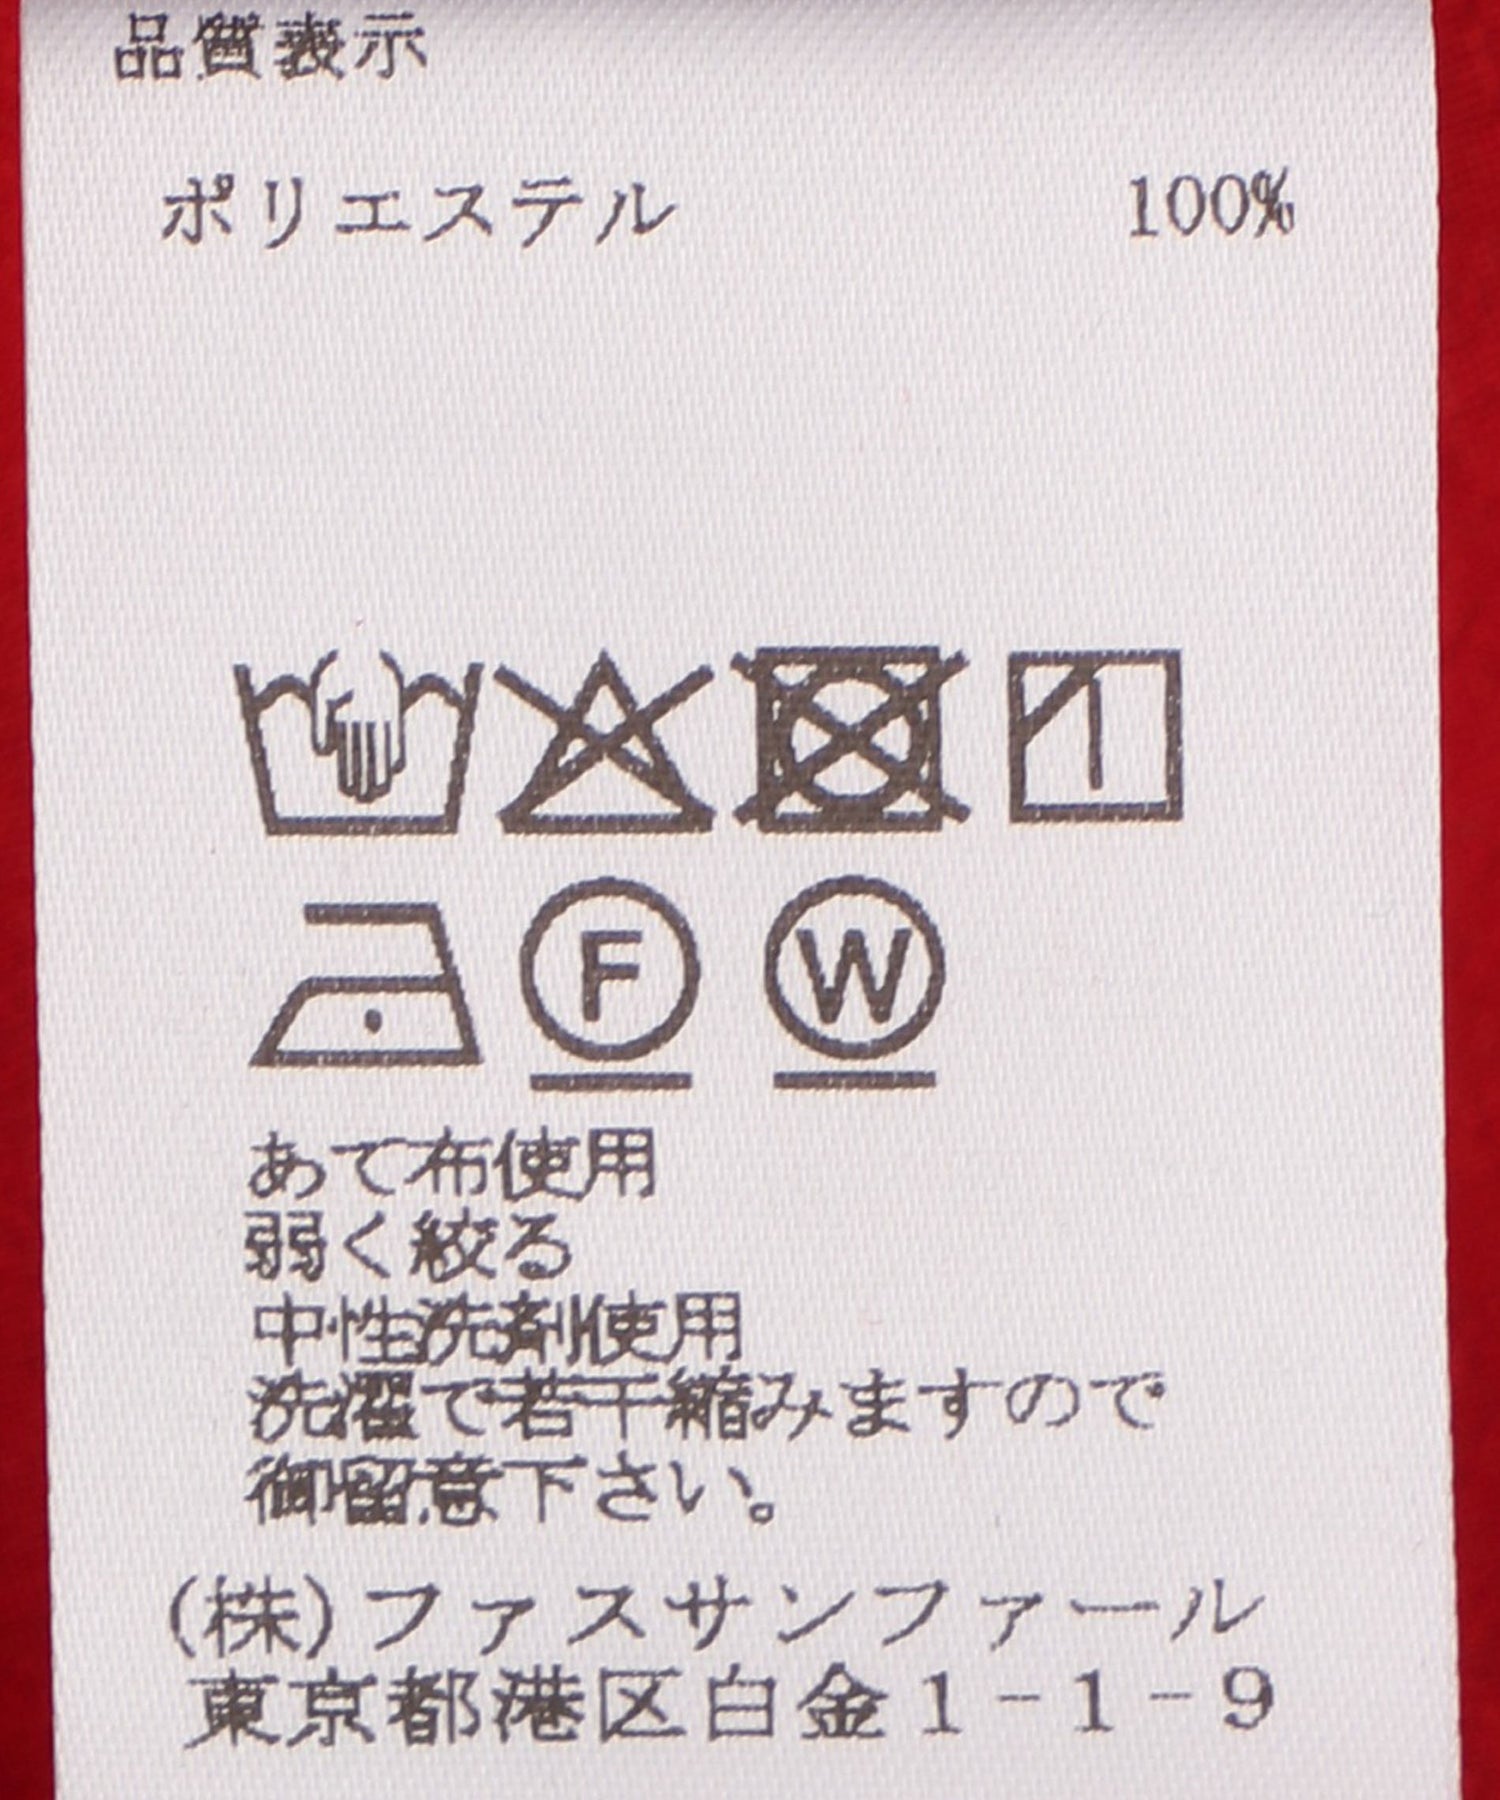 品質表示
ポリエステル 100%
F W
あて布使用
弱く絞る
中性洗剤使用
洗濯で若干縮みますので
御留意下さい。
(株)ファスサンファール
東京都港区白金1-1-9